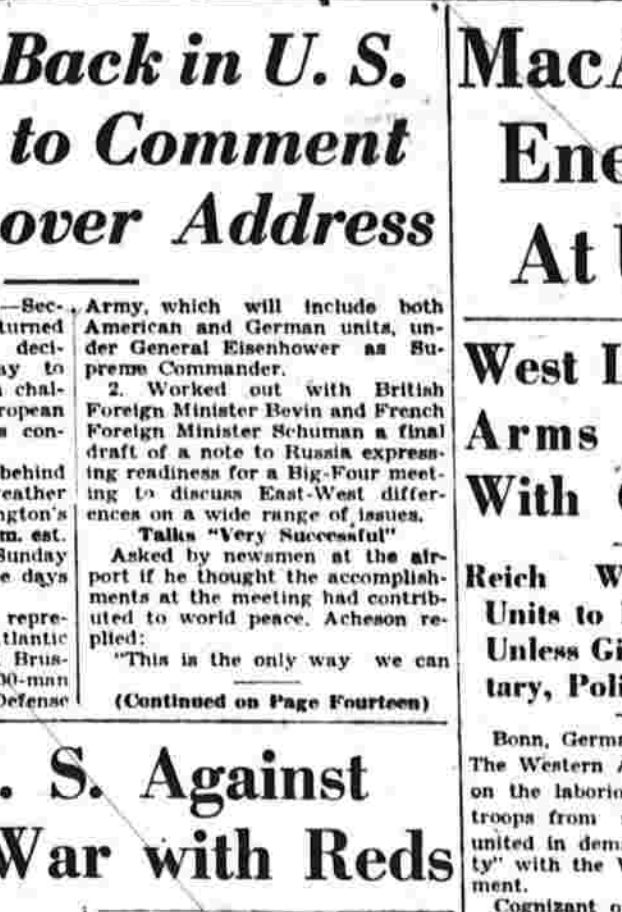 Back in U. S.
to Comment
over Address
—Sec-
turned
deci-
ay to
chal-
ropean
s con-
behind
eather
ngton's
m. est.
Sunday
e days
repre-
tlantic
Brus-
00-man
Defense
Army, which will include both
American and German units, un-
der General Eisenhower as Su-
preme Commander.
2. Worked out with British
Foreign Minister Bevin and French
Foreign Minister Schuman a final
draft of a note to Russia express-
ing readiness for a Big-Four meet-
ing to discuss East-West differ-
ences on a wide range of issues.
Talks "Very Successful"
Asked by newsmen at the air-
port if he thought the accomplish-
ments at the meeting had contrib-
uted to world peace, Acheson re-
plied:
"This is the only way we can
(Continued on Page Fourteen)
. S. Against
War with Reds
MacA
Ene
At U
West L
Arms
With
Reich W
Units to
Unless Gi
tary, Poli
Bonn, Germa
The Western A
on the laborio
troops from
united in dem
ty" with the W
ment.
Cognizant o